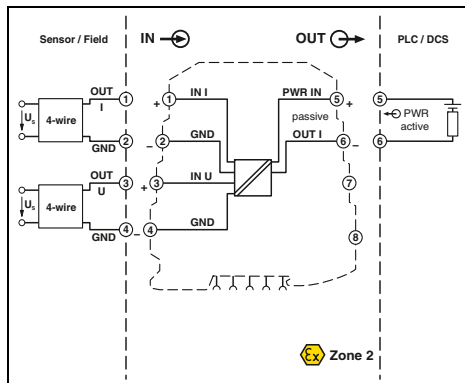 Sensor / Field
IN
OUT
PLC / DCS
OUT
I
1
+
1
IN I
PWR IN
5
+
5
Us
4-wire
passive
PWR
active
GND
2
–
2
GND
OUT I
6
–
6
OUT
U
3
+
3
IN U
7
Us
4-wire
GND
4
–
4
GND
8
Ex
Zone 2